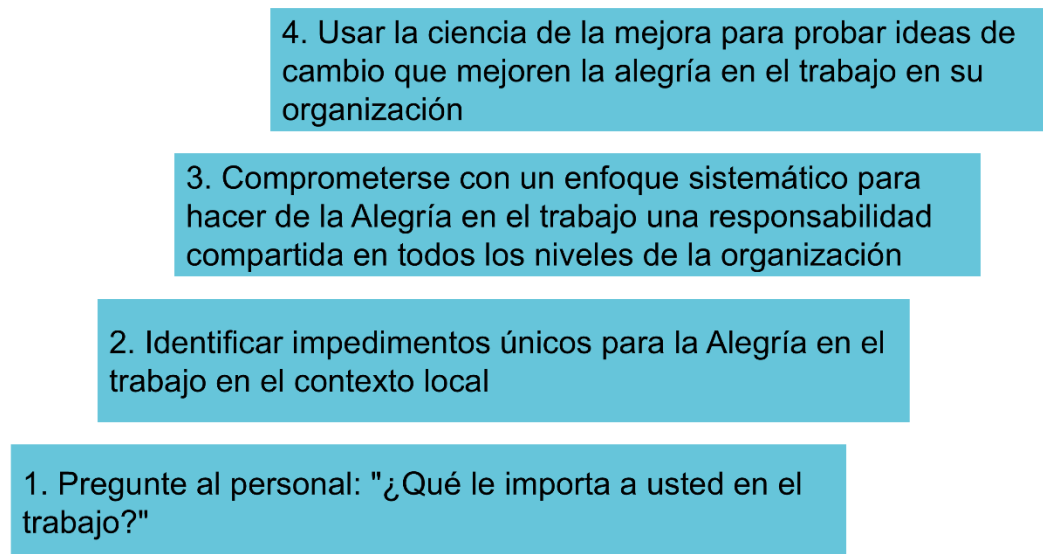 4. Usar la ciencia de la mejora para probar ideas de
cambio que mejoren la alegría en el trabajo en su
organización
3. Comprometerse con un enfoque sistemático para
hacer de la Alegría en el trabajo una responsabilidad
compartida en todos los niveles de la organización
2. Identificar impedimentos únicos para la Alegría en el
trabajo en el contexto local
1. Pregunte al personal: "¿Qué le importa a usted en el
trabajo?"